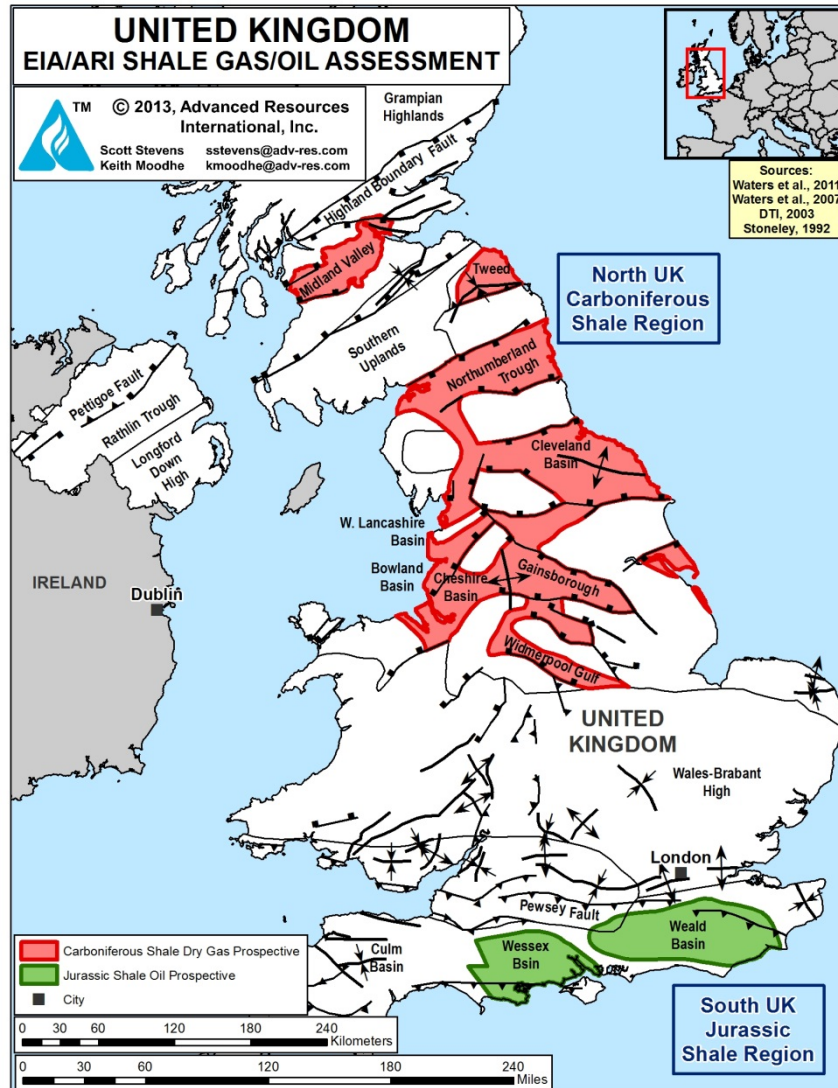 UNITED KINGDOM
EIA/ARI SHALE GAS/OIL ASSESSMENT
TM
© 2013, Advanced Resources
International, Inc.
Scott Stevens sstevens@adv-res.com
Keith Moodhe kmoodhe@adv-res.com
Sources:
Waters et al., 2011
Waters et al., 2007
DTI, 2003
Stoneley, 1992
Grampian
Highlands
Highland Boundary Fault
Midland Valley
Tweed
North UK
Carboniferous
Shale Region
Southern
Uplands
Northumberland
Trough
Pettigoe Fault
Rathlin Trough
Longford
Down
High
Cleveland
Basin
W. Lancashire
Basin
Bowland
Basin
Cheshire
Basin
Gainsborough
IRELAND
Dublin
Widmerpool Gulf
UNITED
KINGDOM
Wales-Brabant
High
London
Pewsey Fault
Weald
Basin
Wessex
Bsin
Culm
Basin
Carboniferous Shale Dry Gas Prospective
Jurassic Shale Oil Prospective
City
South UK
Jurassic
Shale Region
0 30 60 120 180 240
Kilometers
0 30 60 120 180 240
Miles